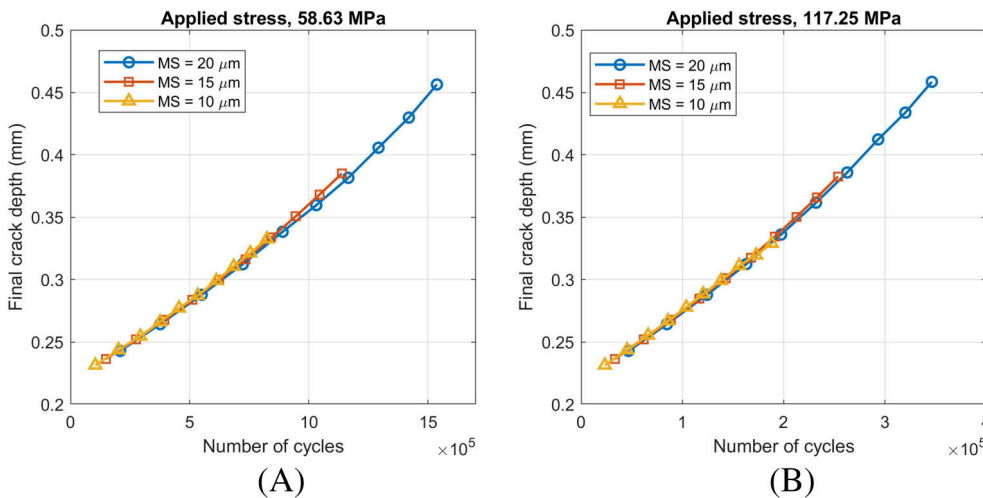 Applied stress, 58.63 MPa
0.5
0.45
0.4
0.35
0.3
0.25
0.2
Final crack depth (mm)
MS = 20 μm
MS = 15 μm
MS = 10 μm
0
5
10
15
Number of cycles
×10^5
(A)
Applied stress, 117.25 MPa
0.5
0.45
0.4
0.35
0.3
0.25
0.2
Final crack depth (mm)
MS = 20 μm
MS = 15 μm
MS = 10 μm
0
1
2
3
4
Number of cycles
×10^5
(B)